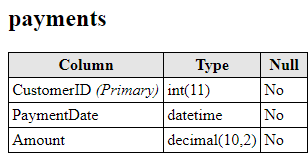 payments
Column Type Null
CustomerID (Primary) int(11) No
PaymentDate datetime No
Amount decimal(10,2) No